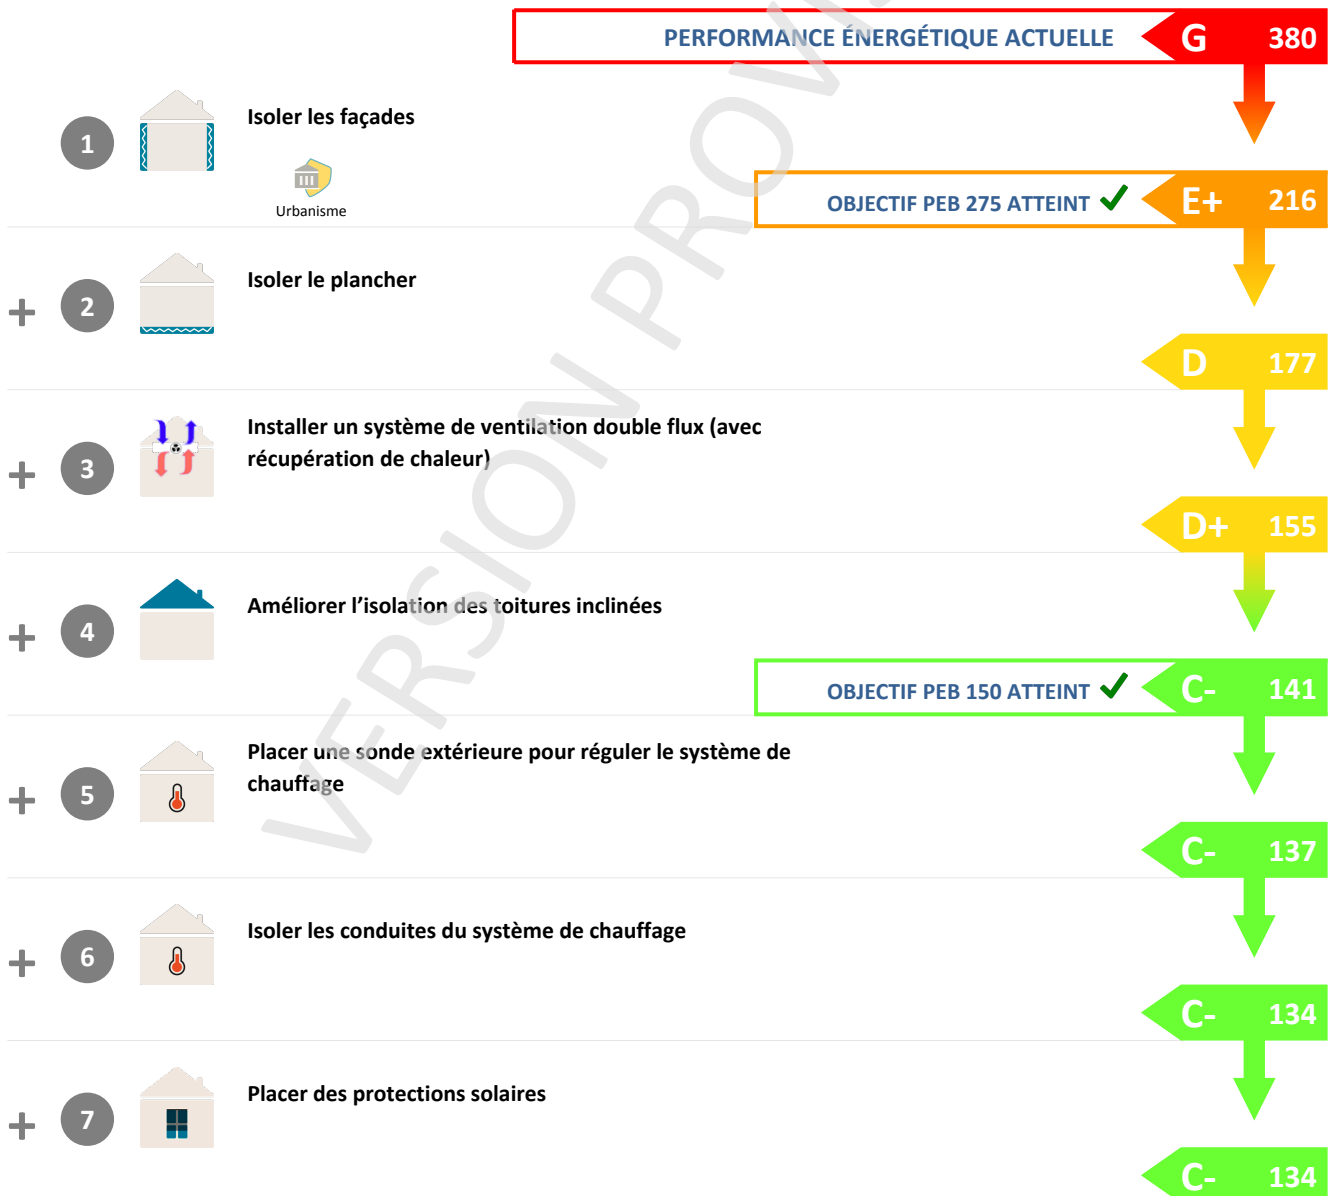 PERFORMANCE ÉNERGÉTIQUE ACTUELLE G 380
1 Isoler les façades
Urbanisme
OBJECTIF PEB 275 ATTEINT ✔ E+ 216
+ 2 Isoler le plancher
D 177
+ 3 Installer un système de ventilation double flux (avec
récupération de chaleur)
D+ 155
+ 4 Améliorer l’isolation des toitures inclinées
OBJECTIF PEB 150 ATTEINT ✔ C- 141
+ 5 Placer une sonde extérieure pour réguler le système de
chauffage
C- 137
+ 6 Isoler les conduites du système de chauffage
C- 134
+ 7 Placer des protections solaires
C- 134
VERSION PROVIS